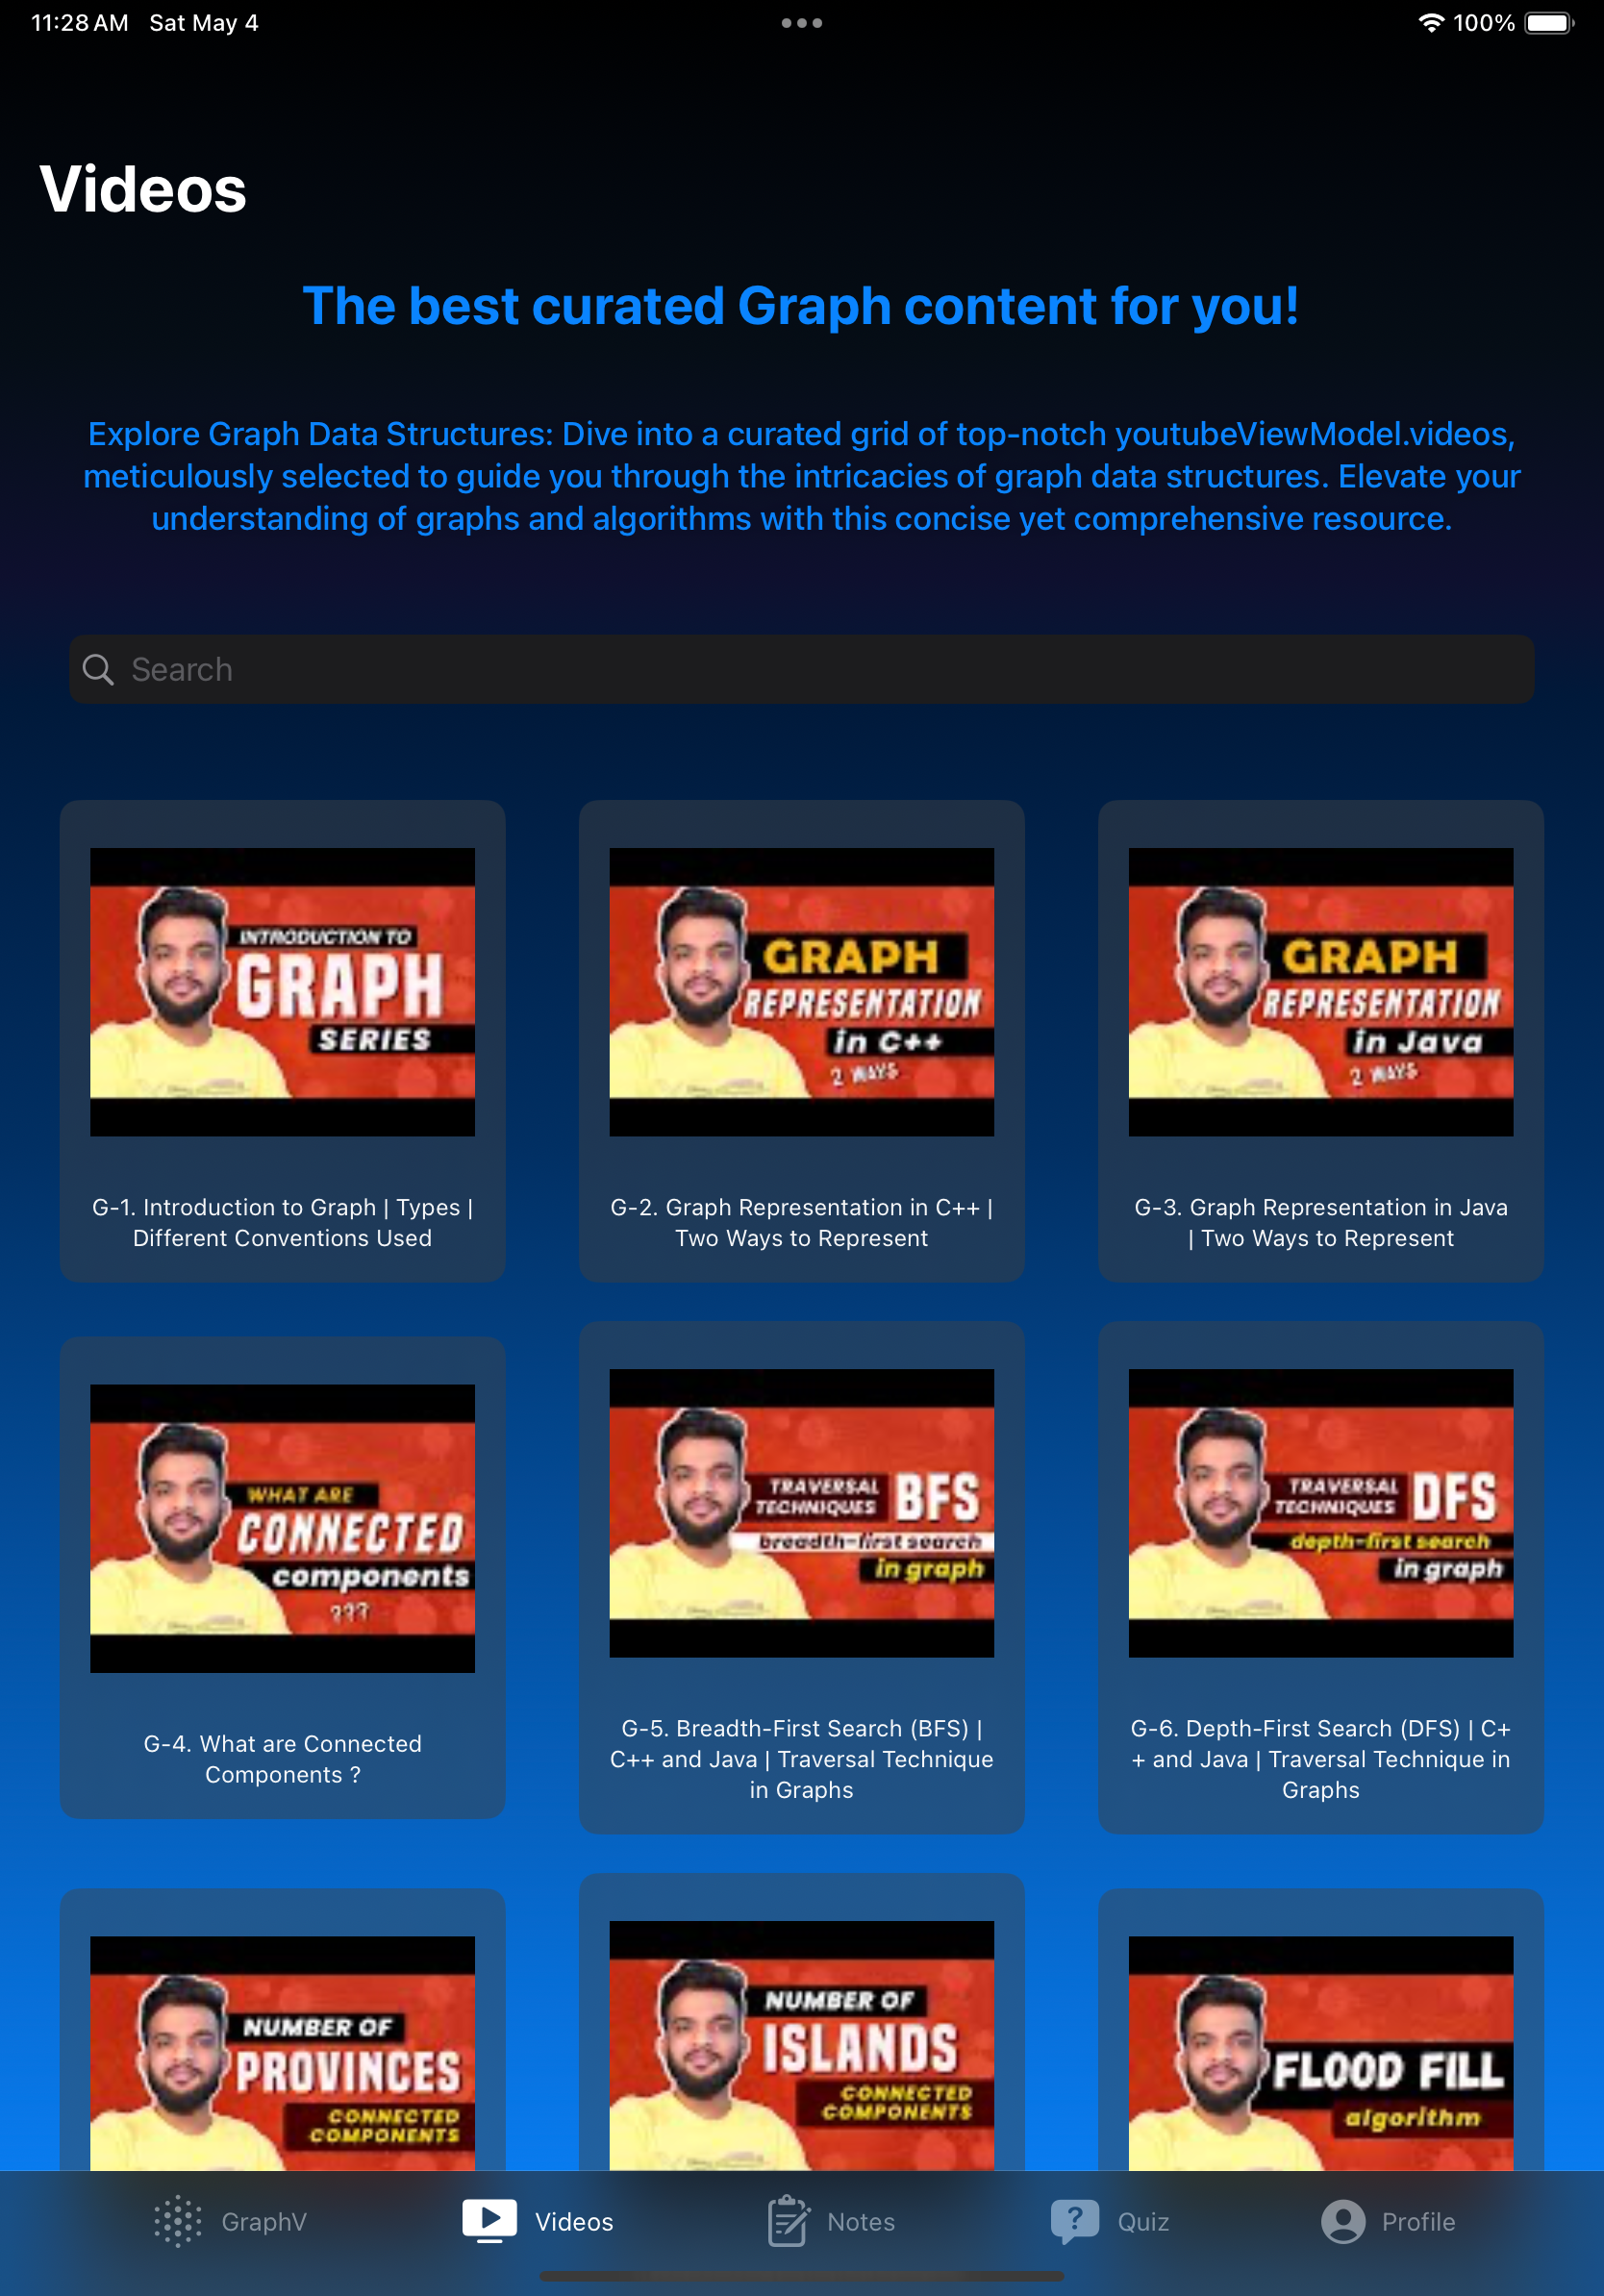 11:28 AM Sat May 4
100%
Videos
The best curated Graph content for you!
Explore Graph Data Structures: Dive into a curated grid of top-notch youtubeViewModel.videos,
meticulously selected to guide you through the intricacies of graph data structures. Elevate your
understanding of graphs and algorithms with this concise yet comprehensive resource.
Search
INTRODUCTION TO
GRAPH
SERIES
G-1. Introduction to Graph | Types |
Different Conventions Used
GRAPH
REPRESENTATION
in C++
2 WAYS
G-2. Graph Representation in C++ |
Two Ways to Represent
GRAPH
REPRESENTATION
in Java
2 WAYS
G-3. Graph Representation in Java
| Two Ways to Represent
WHAT ARE
CONNECTED
components
???
G-4. What are Connected
Components ?
TRAVERSAL
TECHNIQUES BFS
breadth-first search
in graph
G-5. Breadth-First Search (BFS) |
C++ and Java | Traversal Technique
in Graphs
TRAVERSAL
TECHNIQUES DFS
depth-first search
in graph
G-6. Depth-First Search (DFS) | C+
+ and Java | Traversal Technique in
Graphs
NUMBER OF
PROVINCES
CONNECTED
COMPONENTS
NUMBER OF
ISLANDS
CONNECTED
COMPONENTS
FLOOD FILL
algorithm
GraphV
Videos
Notes
Quiz
Profile